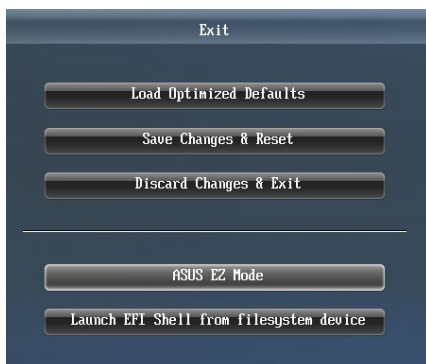 Exit
Load Optimized Defaults
Save Changes & Reset
Discard Changes & Exit
ASUS EZ Mode
Launch EFI Shell from filesystem device